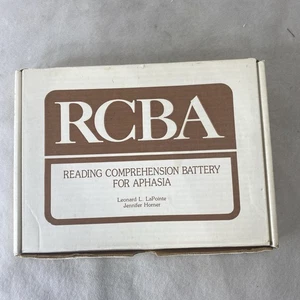 RCBA
READING COMPREHENSION BATTERY
FOR APHASIA
Leonard L. LaPointe
Jennifer Horner